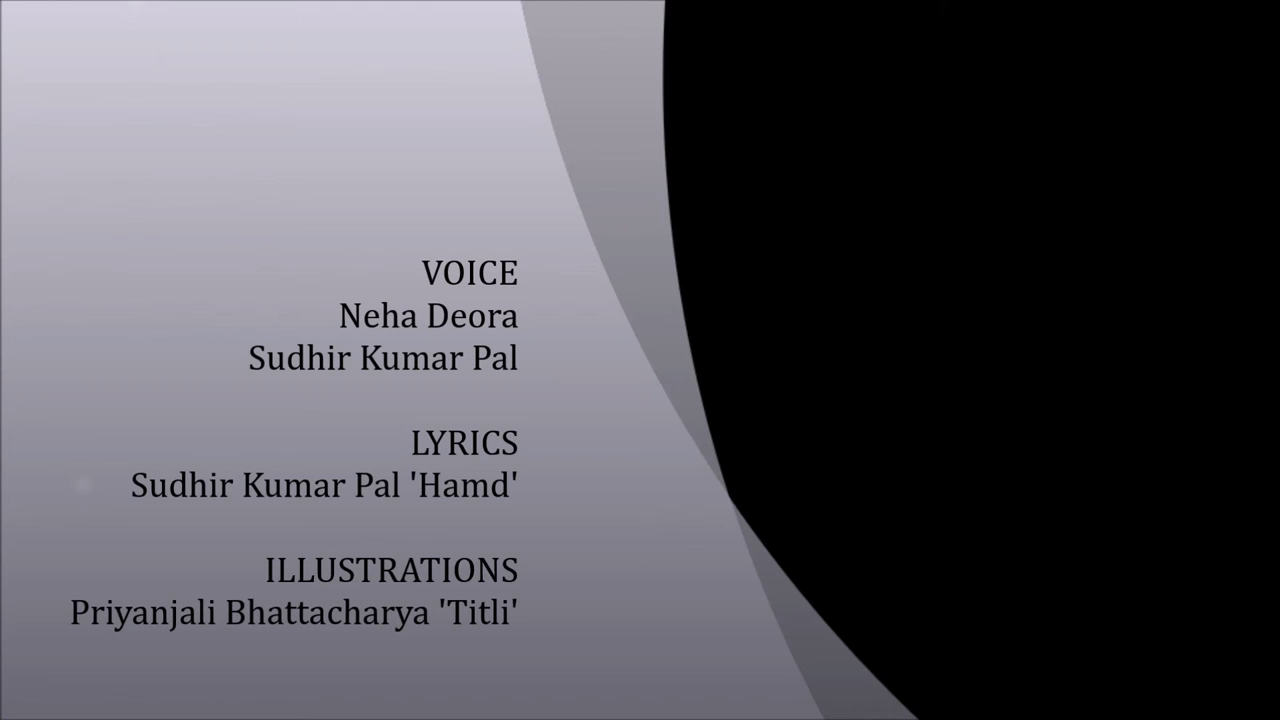 VOICE
Neha Deora
Sudhir Kumar Pal
LYRICS
Sudhir Kumar Pal 'Hamd'
ILLUSTRATIONS
Priyanjali Bhattacharya 'Titli'